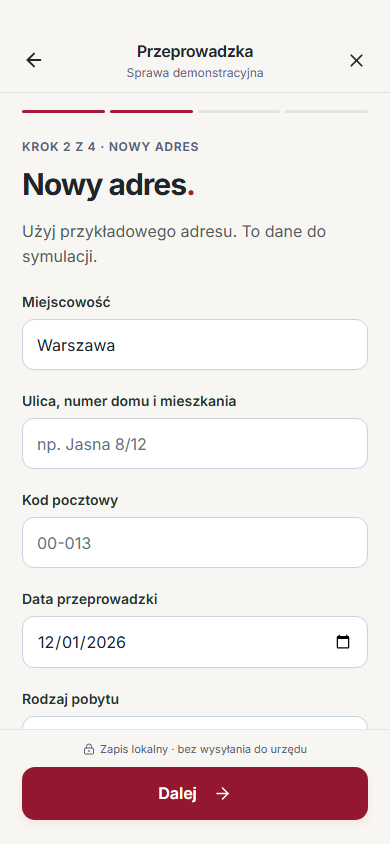 Przeprowadzka
Sprawa demonstracyjna
KROK 2 Z 4 · NOWY ADRES
Nowy adres.
Użyj przykładowego adresu. To dane do
symulacji.
Miejscowość
Warszawa
Ulica, numer domu i mieszkania
np. Jasna 8/12
Kod pocztowy
00-013
Data przeprowadzki
12/01/2026
Rodzaj pobytu
Zapis lokalny · bez wysyłania do urzędu
Dalej